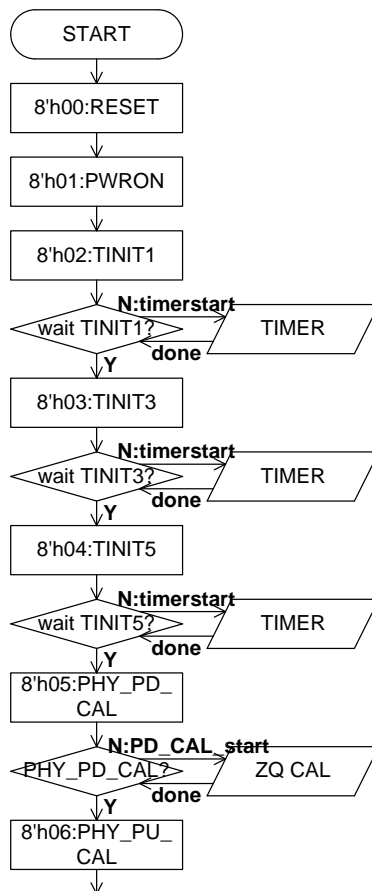 START
8'h00:RESET
8'h01:PWRON
8'h02:TINIT1
N:timerstart
wait TINIT1?
TIMER
done
Y
8'h03:TINIT3
N:timerstart
wait TINIT3?
TIMER
done
Y
8'h04:TINIT5
N:timerstart
wait TINIT5?
TIMER
done
Y
8'h05:PHY_PD_
CAL
N:PD_CAL_start
PHY_PD_CAL?
ZQ CAL
done
Y
8'h06:PHY_PU_
CAL